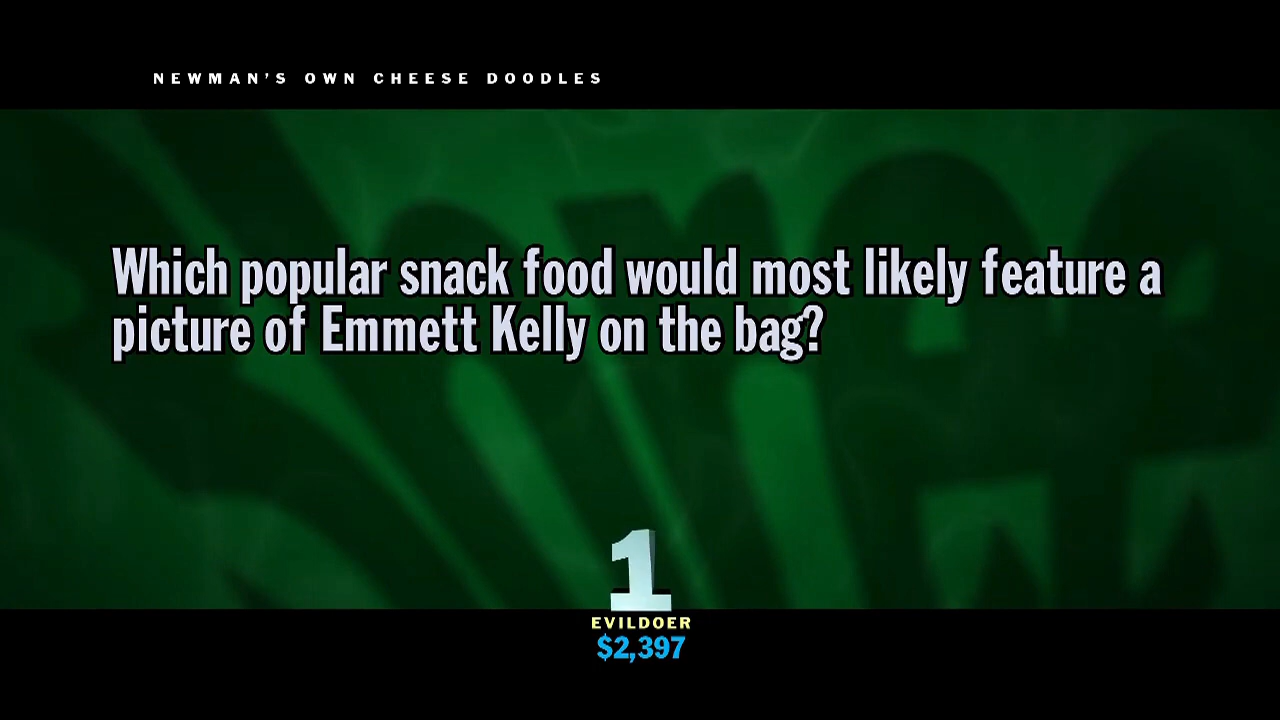 NEWMAN'S OWN CHEESE DOODLES
Which popular snack food would most likely feature a
picture of Emmett Kelly on the bag?
1
EVILDOER
$2,397